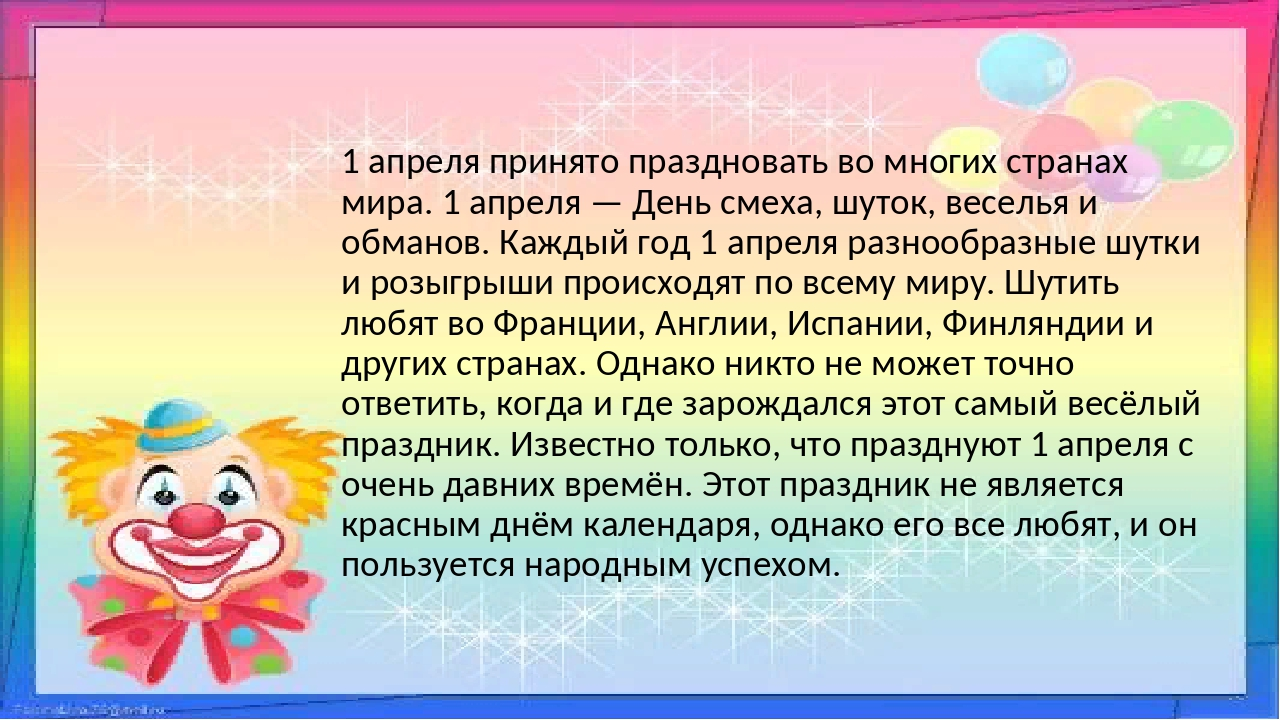 1 апреля принято праздновать во многих странах
мира. 1 апреля — День смеха, шуток, веселья и
обманов. Каждый год 1 апреля разнообразные шутки
и розыгрыши происходят по всему миру. Шутить
любят во Франции, Англии, Испании, Финляндии и
других странах. Однако никто не может точно
ответить, когда и где зарождался этот самый весёлый
праздник. Известно только, что празднуют 1 апреля с
очень давних времён. Этот праздник не является
красным днём календаря, однако его все любят, и он
пользуется народным успехом.